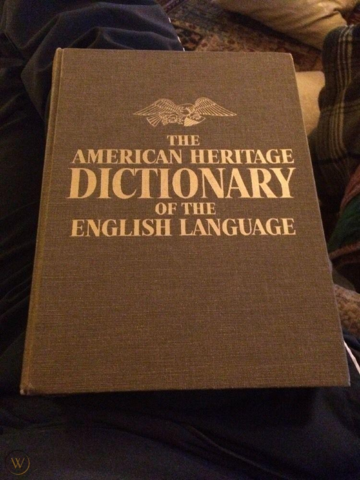 THE
AMERICAN HERITAGE
DICTIONARY
OF THE
ENGLISH LANGUAGE
W